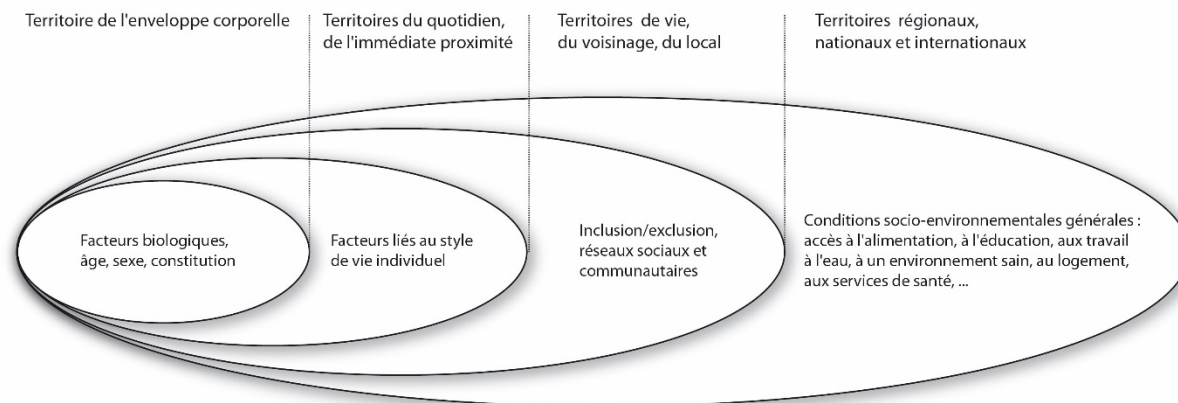 Territoire de l'enveloppe corporelle
Territoires du quotidien,
de l'immédiate proximité
Territoires de vie,
du voisinage, du local
Territoires régionaux,
nationaux et internationaux
Facteurs biologiques,
âge, sexe, constitution
Facteurs liés au style
de vie individuel
Inclusion/exclusion,
réseaux sociaux et
communautaires
Conditions socio-environnementales générales :
accès à l'alimentation, à l'éducation, aux travail
à l'eau, à un environnement sain, au logement,
aux services de santé, ...